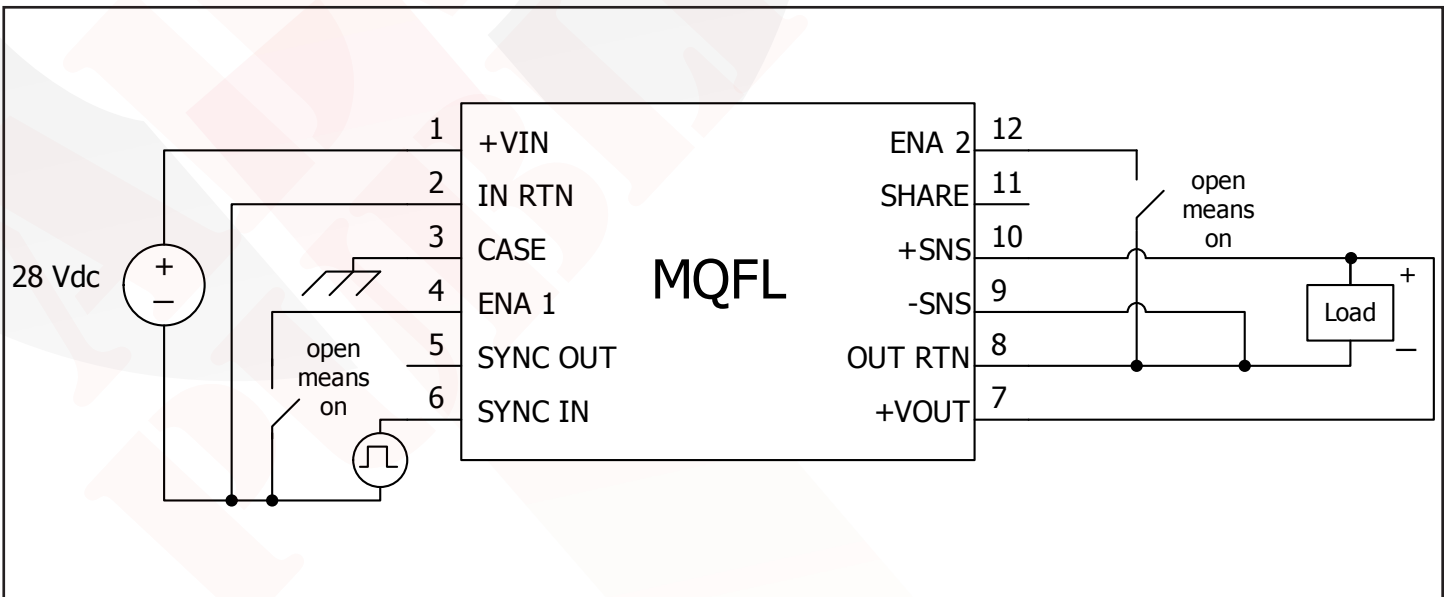 1
+VIN
2
IN RTN
3
CASE
4
ENA 1
5
SYNC OUT
6
SYNC IN
28 Vdc
+
–
open
means
on
MQFL
12
ENA 2
11
SHARE
10
+SNS
9
-SNS
8
OUT RTN
7
+VOUT
open
means
on
+
Load
–